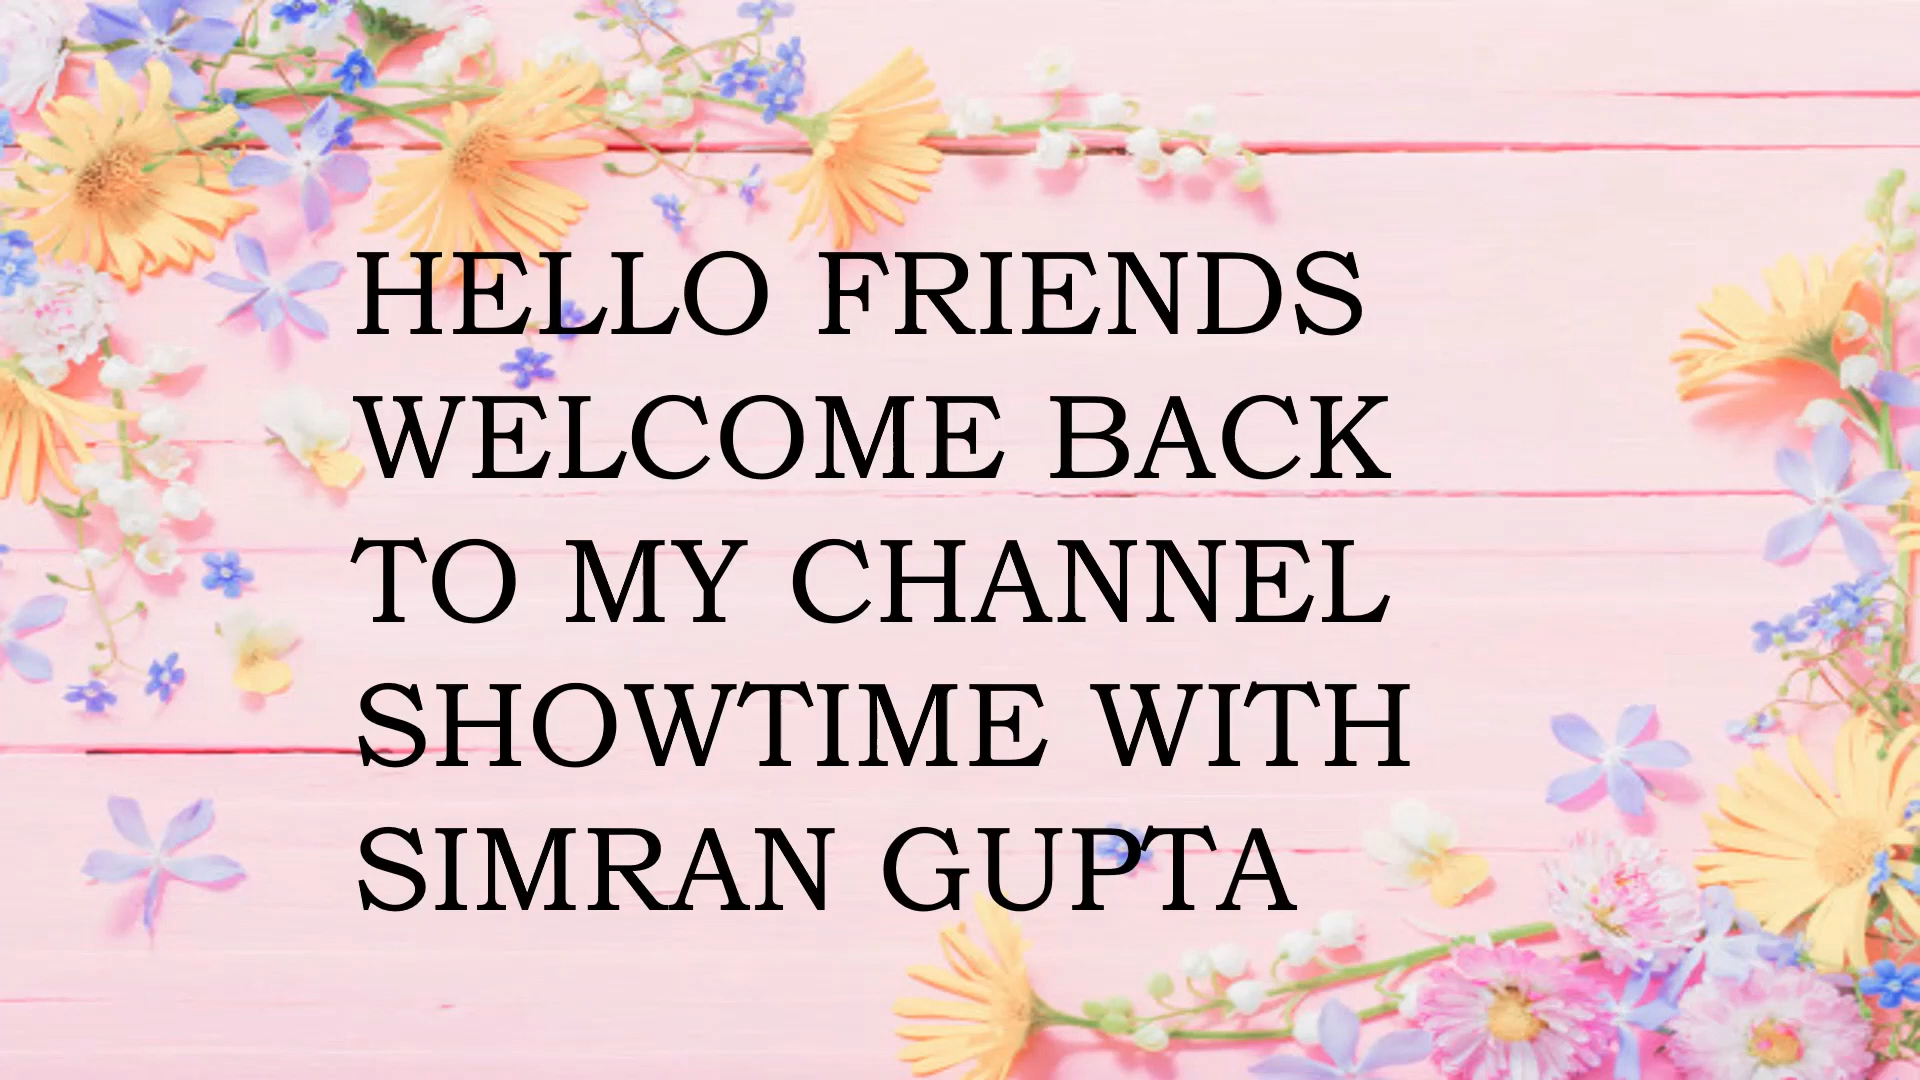 HELLO FRIENDS
WELCOME BACK
TO MY CHANNEL
SHOWTIME WITH
SIMRAN GUPTA